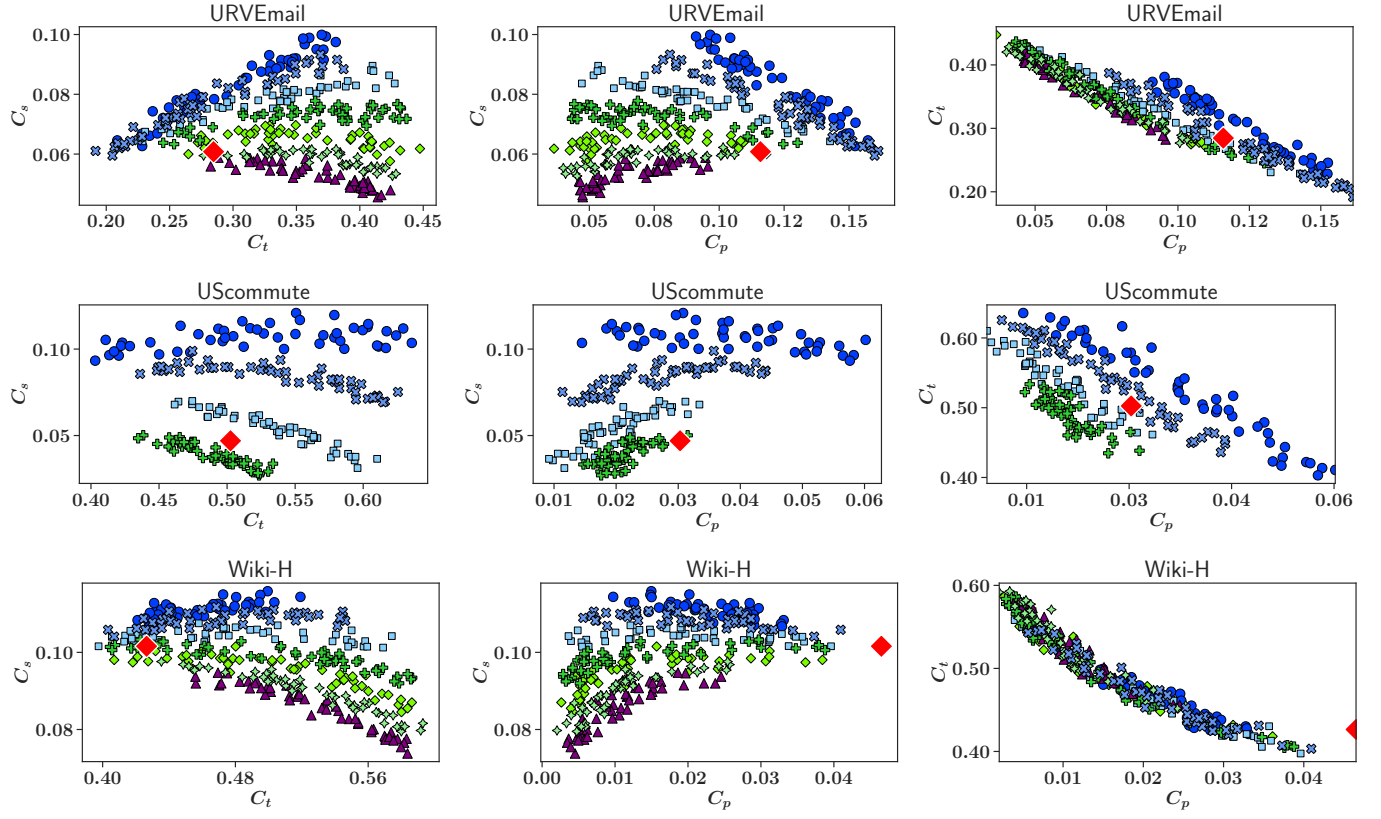 URVEmail URVEmail URVEmail
0.10 0.10
0.08 0.08 0.40
0.06 0.06 0.30
0.20
C_s C_s C_t
0.20 0.25 0.30 0.35 0.40 0.45 0.05 0.08 0.10 0.12 0.15 0.05 0.08 0.10 0.12 0.15
C_t C_p C_p
UScommute UScommute UScommute
0.10 0.10 0.60
0.05 0.05 0.50
0.40
C_s C_s C_t
0.40 0.45 0.50 0.55 0.60 0.01 0.02 0.03 0.04 0.05 0.06 0.01 0.03 0.04 0.06
C_t C_p C_p
Wiki-H Wiki-H Wiki-H
0.10 0.10 0.60
0.08 0.08 0.50
0.40
C_s C_s C_t
0.40 0.48 0.56 0.00 0.01 0.02 0.03 0.04 0.01 0.02 0.03 0.04
C_t C_p C_p